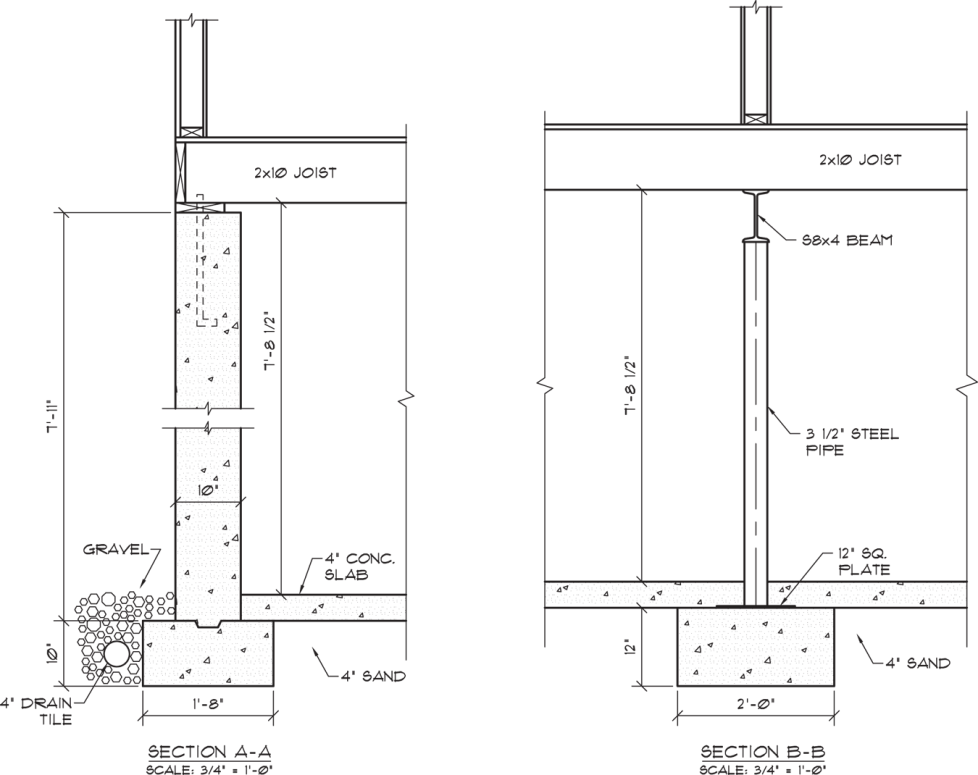 2x10 JOIST
7'-11"
7'-8 1/2"
10"
GRAVEL
4" CONC.
SLAB
10"
4" SAND
4" DRAIN
TILE
1'-8"
SECTION A-A
SCALE: 3/4" = 1'-0"
2x10 JOIST
S8x4 BEAM
7'-8 1/2"
3 1/2" STEEL
PIPE
12" SQ.
PLATE
12"
4" SAND
2'-0"
SECTION B-B
SCALE: 3/4" = 1'-0"